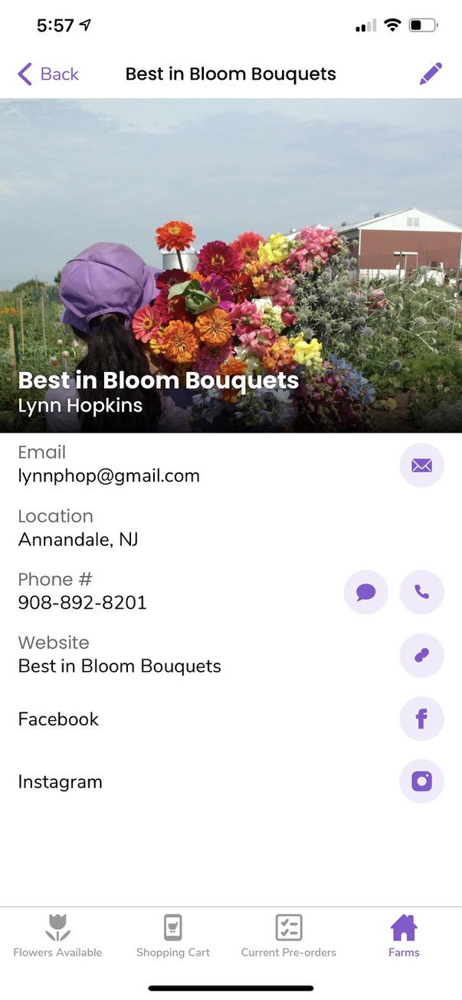 5:57
Back
Best in Bloom Bouquets
Best in Bloom Bouquets
Lynn Hopkins
Email
lynnphop@gmail.com
Location
Annandale, NJ
Phone #
908-892-8201
Website
Best in Bloom Bouquets
Facebook
Instagram
Flowers Available
Shopping Cart
Current Pre-orders
Farms